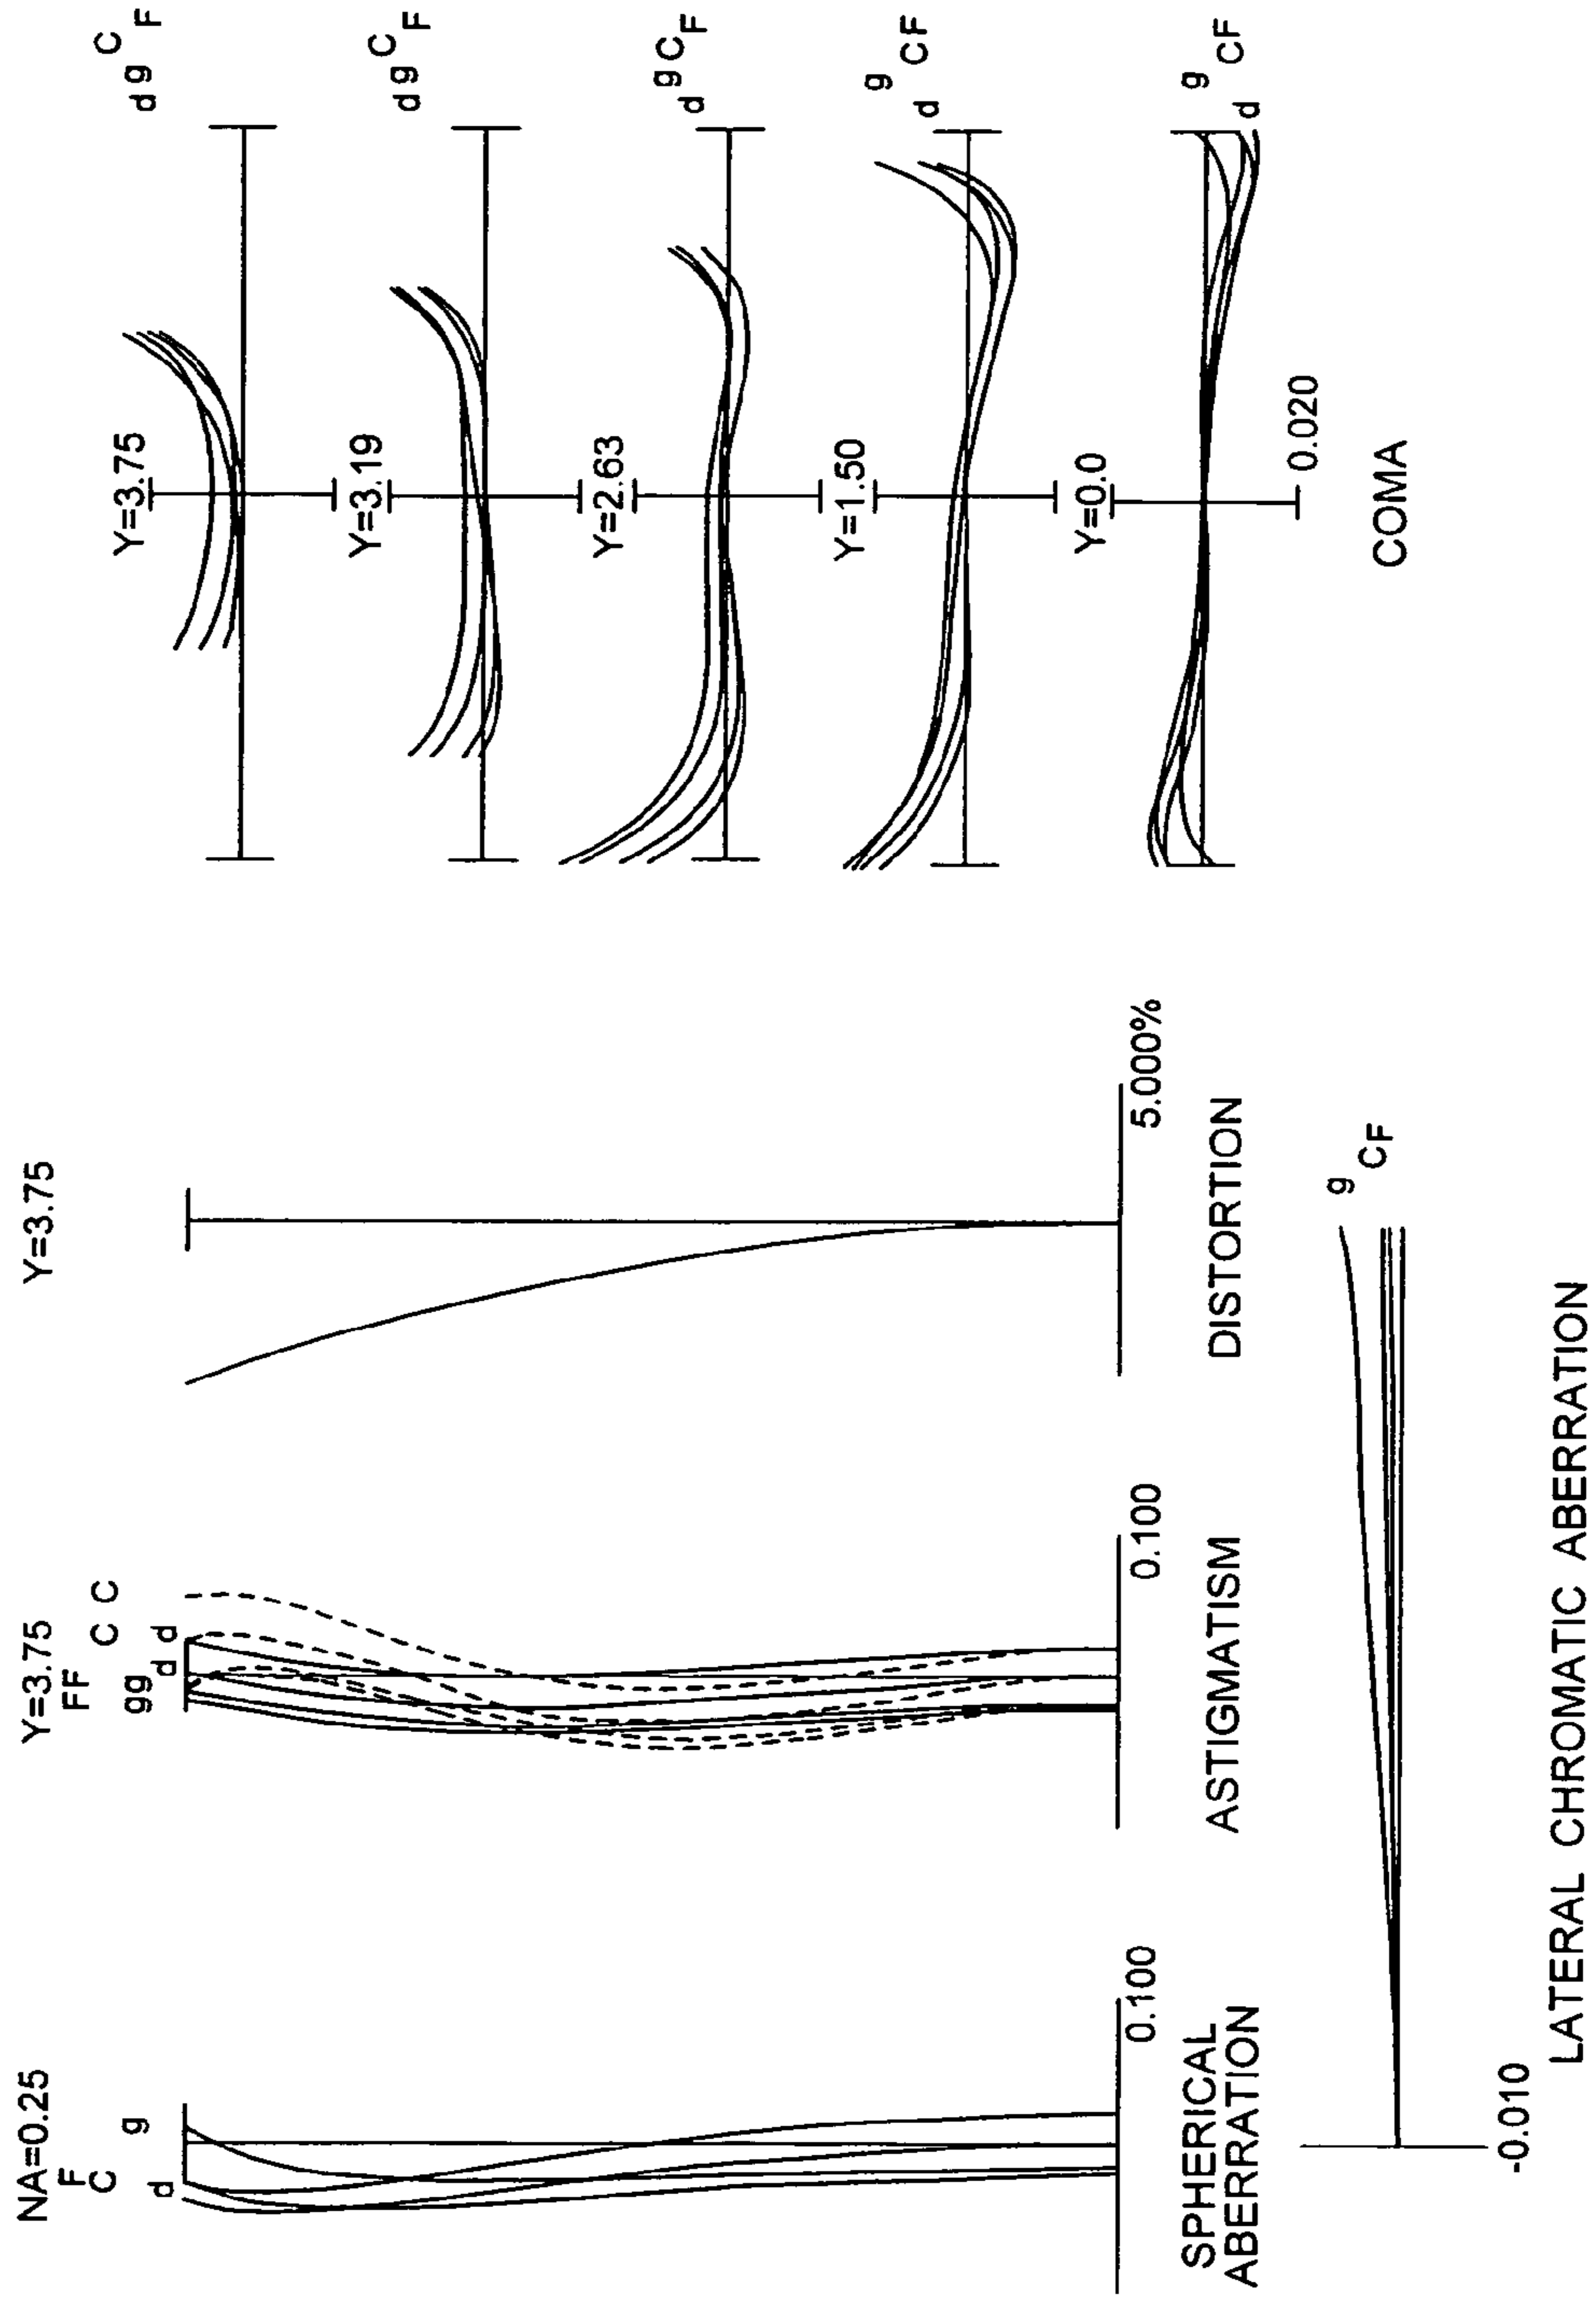 NA=0.25
F
C
d
g
0.100
SPHERICAL
ABERRATION
Y=3.75
FF
C C
gg
d
d
0.100
ASTIGMATISM
Y=3.75
5.000%
DISTORTION
Y=3.75
d
g
C
F
Y=3.19
d
g
C
F
Y=2.63
d
g
C
F
Y=1.50
d
g
CF
Y=0.0
d
g
CF
0.020
COMA
g
CF
-0.010
LATERAL CHROMATIC ABERRATION